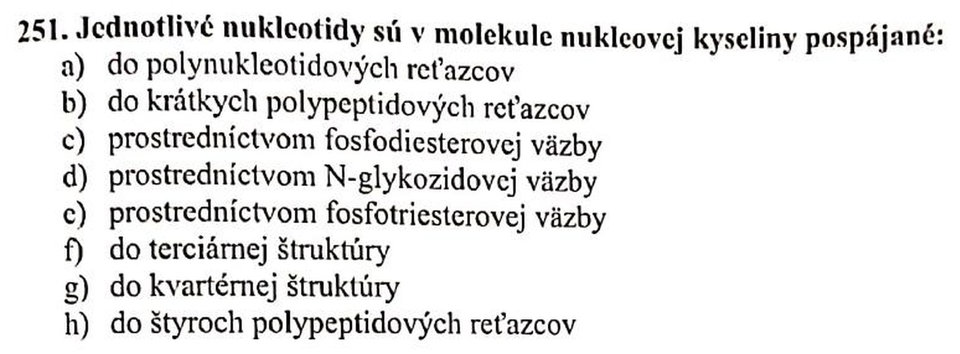 251. Jednotlivé nukleotidy sú v molekule nukleovej kyseliny pospájané:
a) do polynukleotidových reťazcov
b) do krátkych polypeptidových reťazcov
c) prostredníctvom fosfodiesterovej väzby
d) prostredníctvom N-glykozidovej väzby
e) prostredníctvom fosfotriesterovej väzby
f) do terciárnej štruktúry
g) do kvartérnej štruktúry
h) do štyroch polypeptidových reťazcov